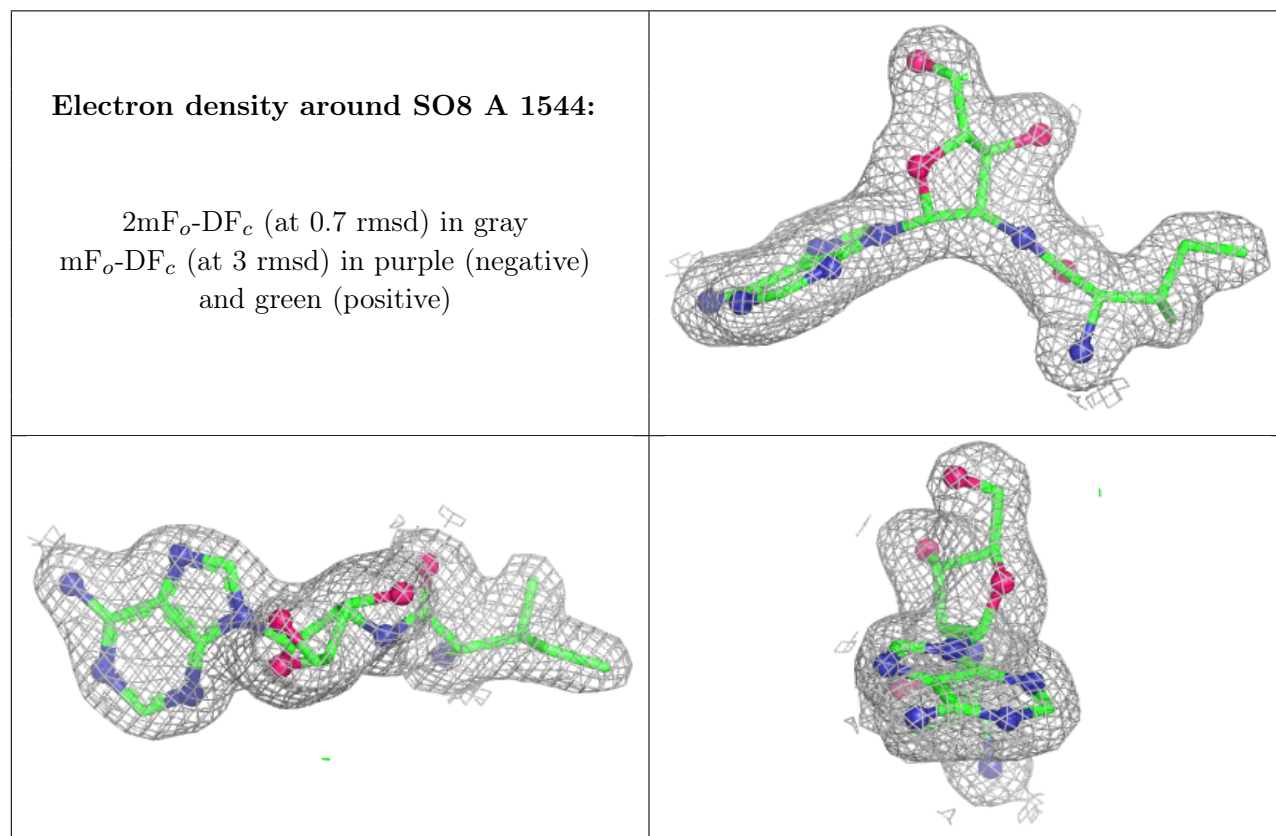 Electron density around SO8 A 1544:
2mFo-DFc (at 0.7 rmsd) in gray
mFo-DFc (at 3 rmsd) in purple (negative)
and green (positive)